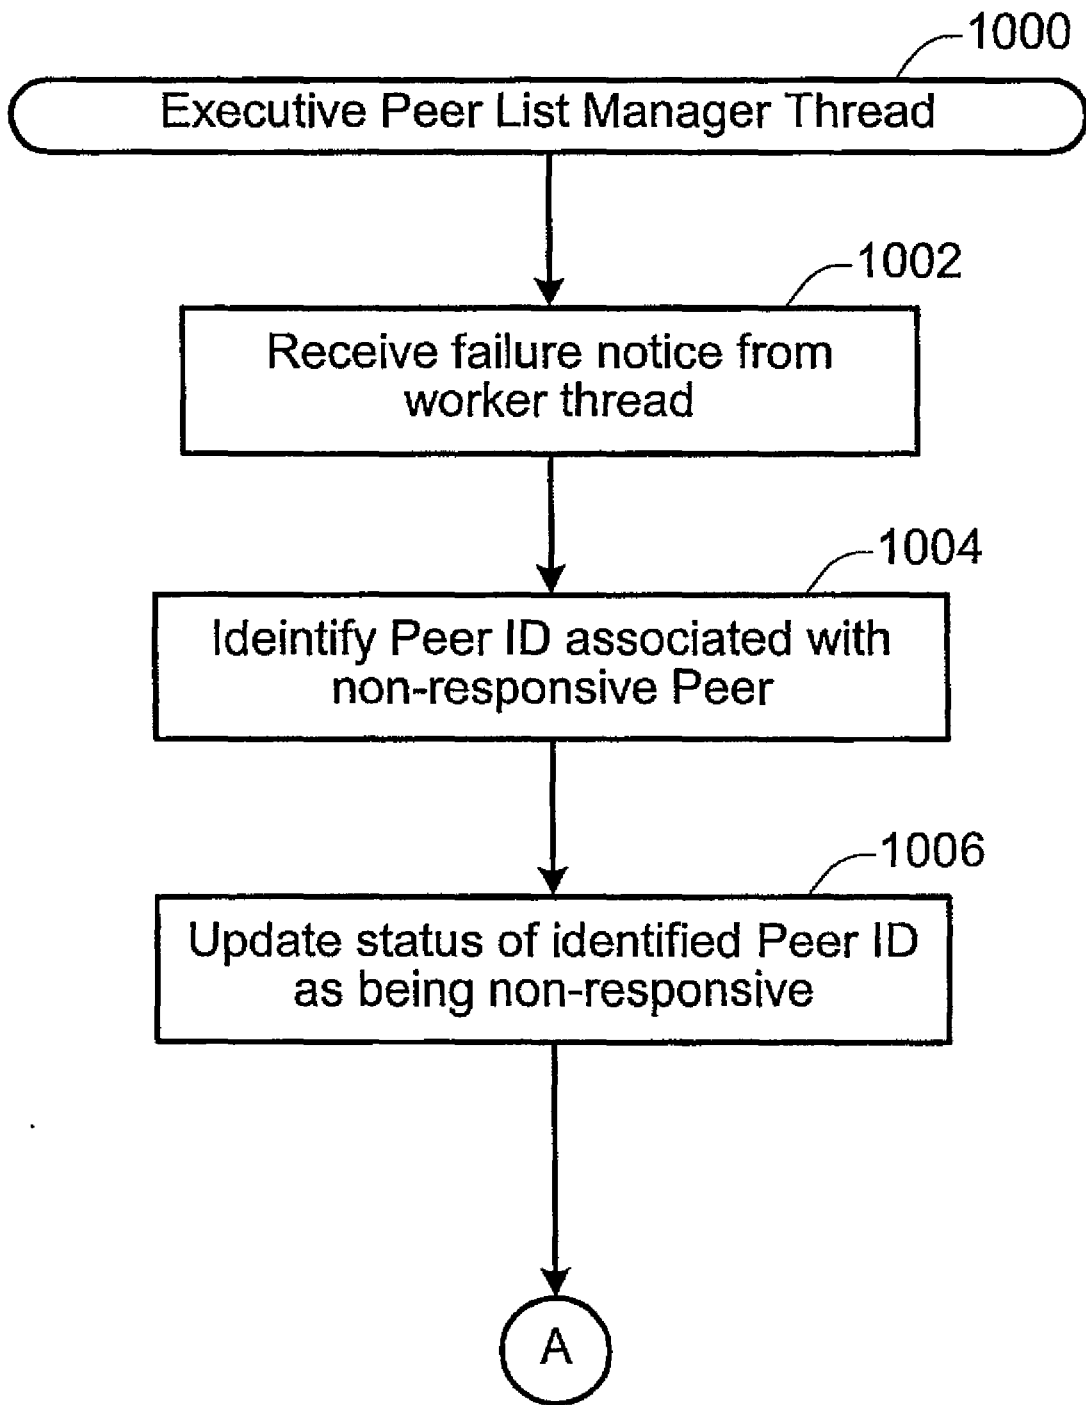 1000
Executive Peer List Manager Thread
1002
Receive failure notice from
worker thread
1004
Ideintify Peer ID associated with
non-responsive Peer
1006
Update status of identified Peer ID
as being non-responsive
A